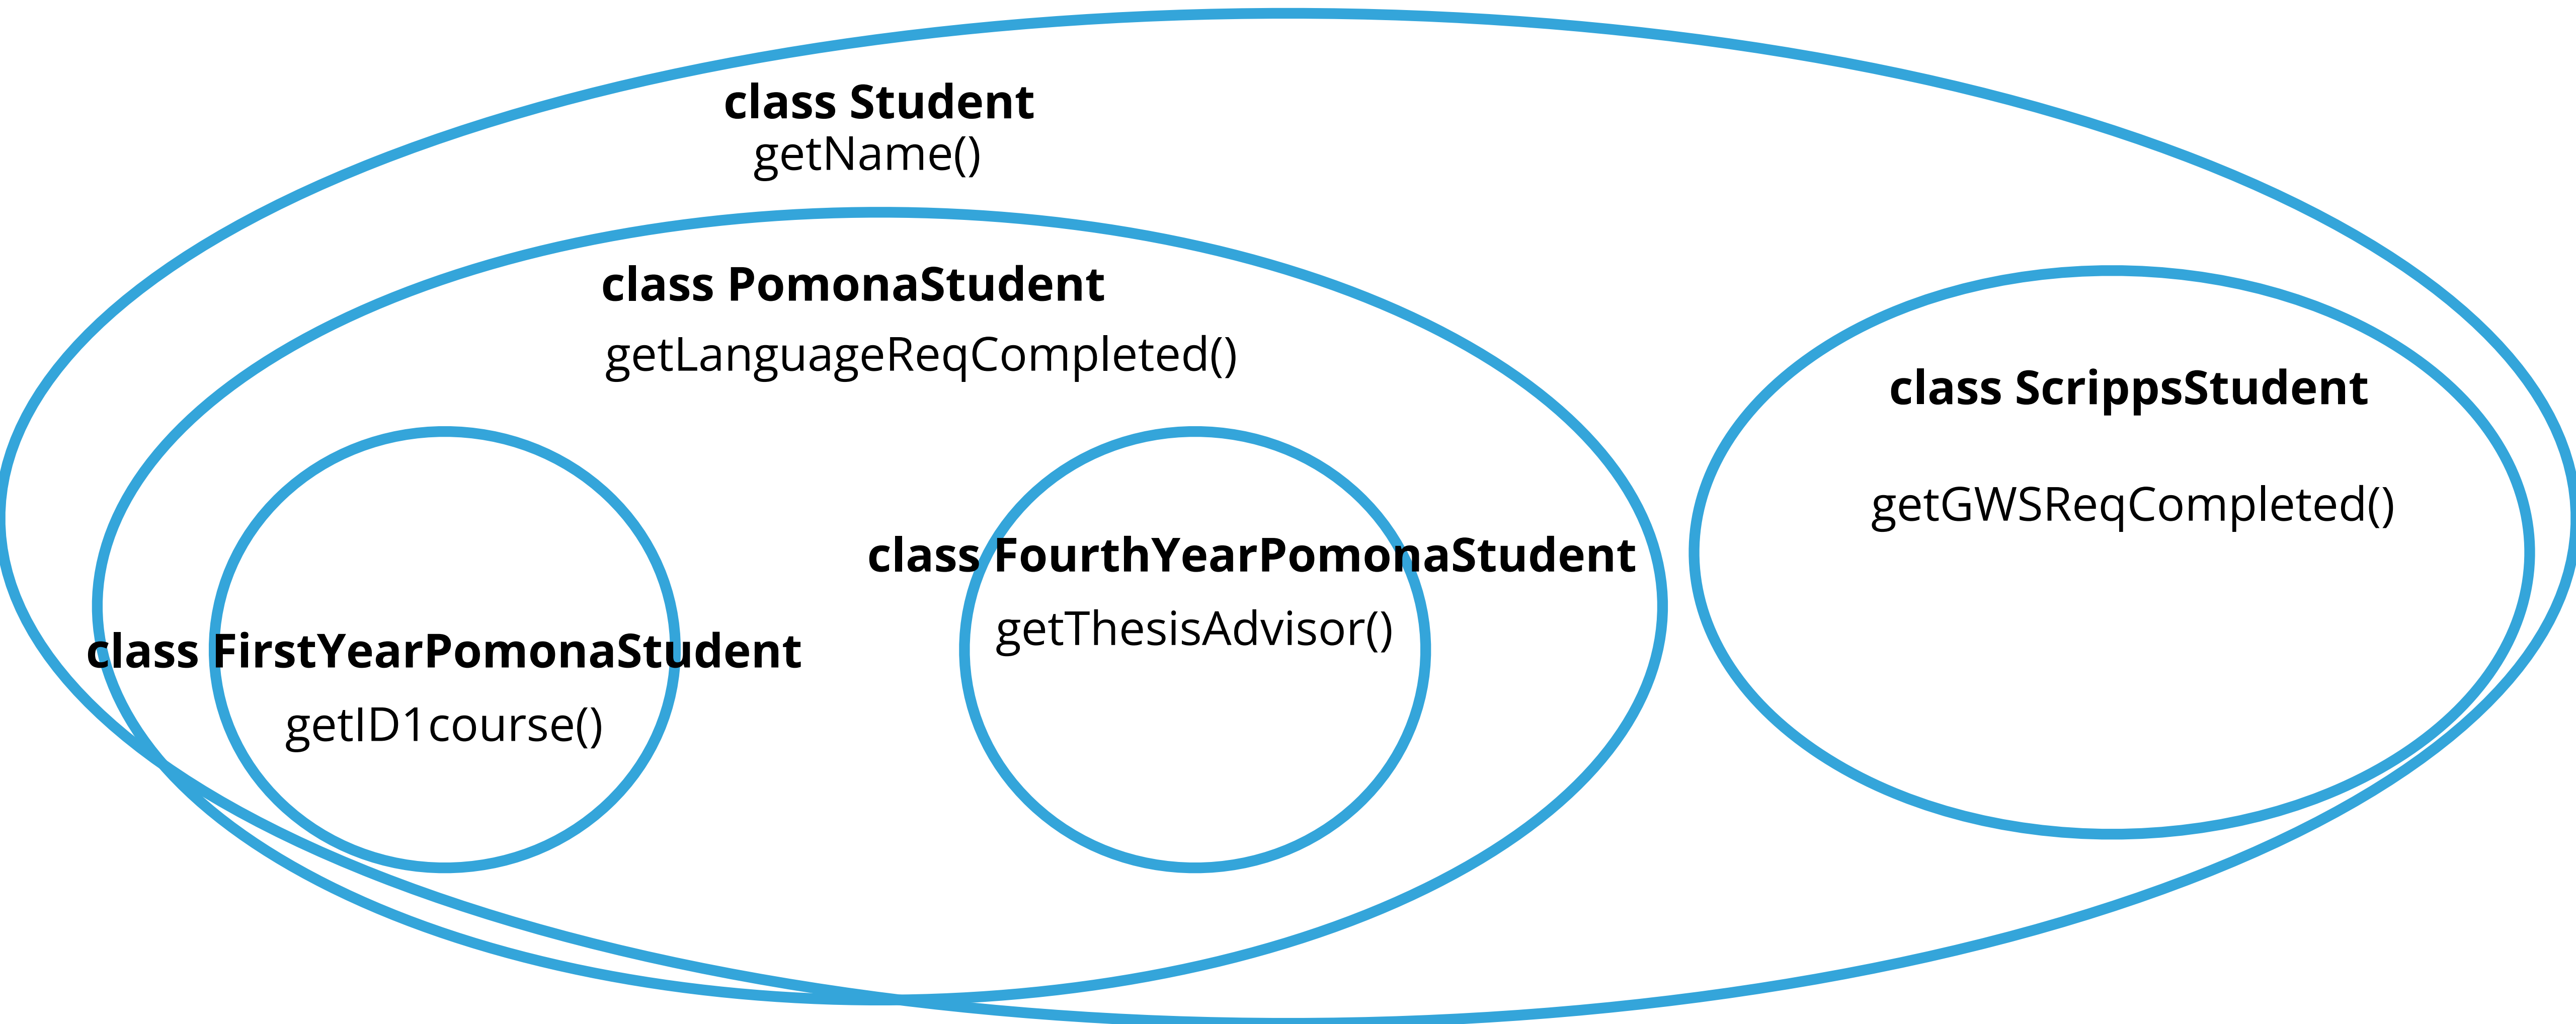 class Student
getName()
class PomonaStudent
getLanguageReqCompleted()
class FirstYearPomonaStudent
getID1course()
class FourthYearPomonaStudent
getThesisAdvisor()
class ScrippsStudent
getGWSReqCompleted()